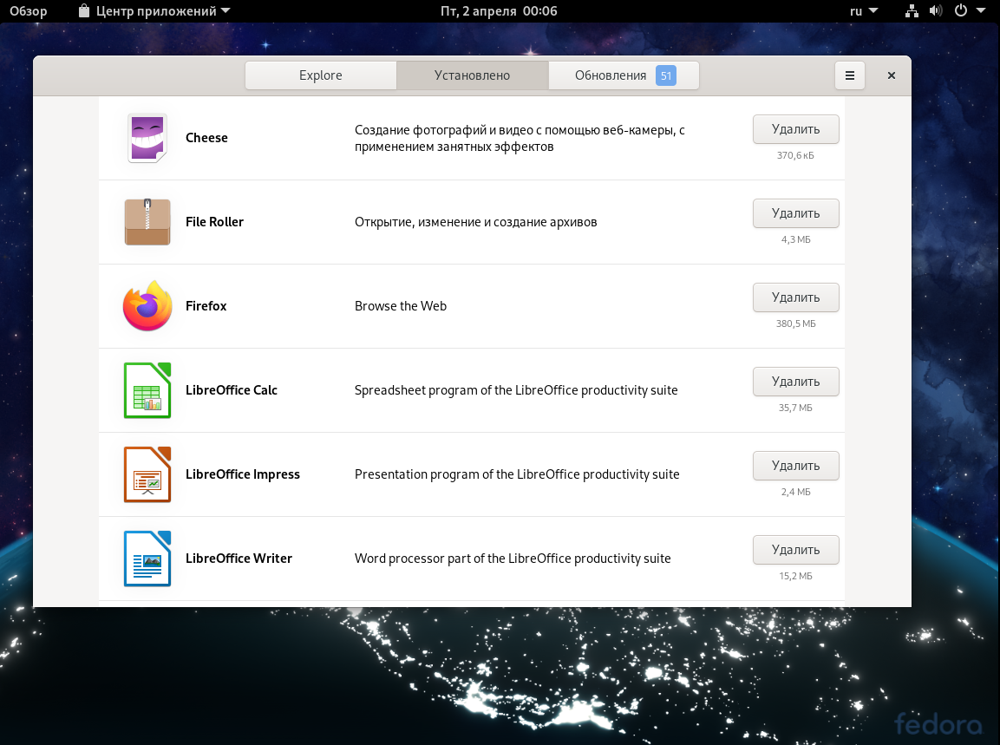 Обзор Центр приложений Пт, 2 апреля 00:06 ru
Explore Установлено Обновления 51
Cheese
Создание фотографий и видео с помощью веб-камеры, с
применением занятных эффектов
Удалить
370,6 кБ
File Roller
Открытие, изменение и создание архивов
Удалить
4,3 МБ
Firefox
Browse the Web
Удалить
380,5 МБ
LibreOffice Calc
Spreadsheet program of the LibreOffice productivity suite
Удалить
35,7 МБ
LibreOffice Impress
Presentation program of the LibreOffice productivity suite
Удалить
2,4 МБ
LibreOffice Writer
Word processor part of the LibreOffice productivity suite
Удалить
15,2 МБ
fedora